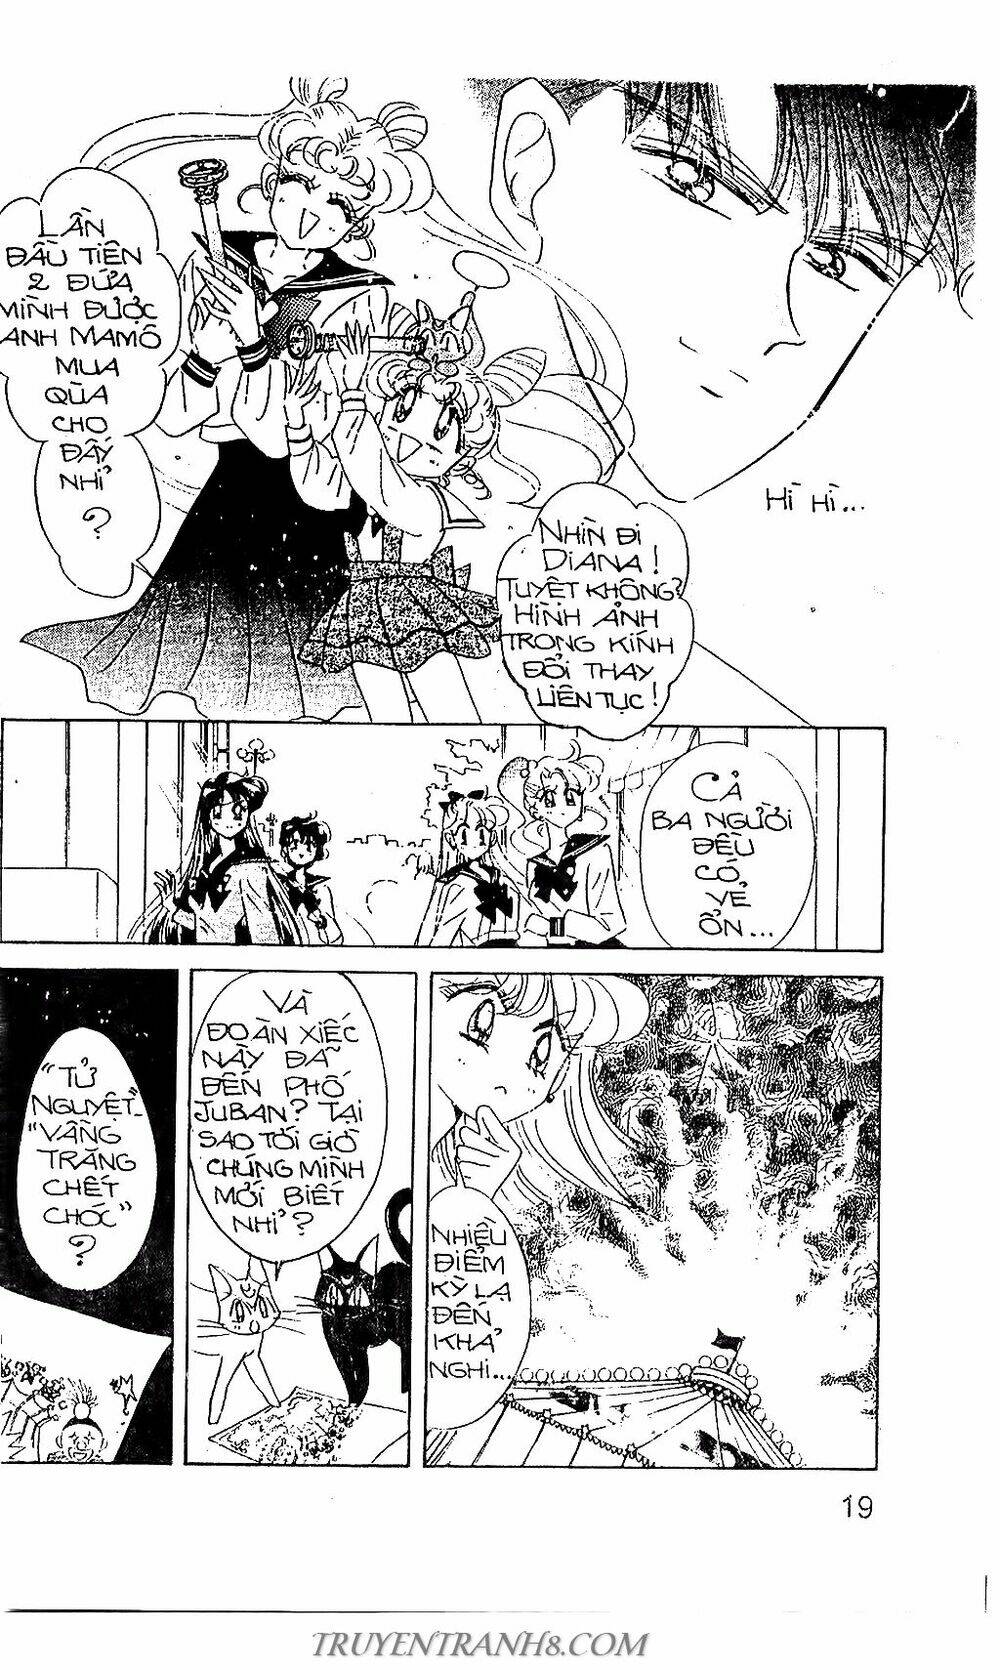 LẦN
ĐẦU TIÊN
2 ĐỨA
MÌNH ĐƯỢC
ANH MAMÔ
MUA
QÙA
CHO
ĐẤY
NHỈ
?
HÌ HÌ...
NHÌN ĐI
DIANA!
TUYỆT KHÔNG?
HÌNH ẢNH
TRONG KÍNH
ĐỔI THAY
LIÊN TỤC!
CẢ
BA NGƯỜI
ĐỀU
CÓ
VẺ
ỔN...
"TỬ
NGUYỆT"_
"VẦNG
TRĂNG
CHẾT
CHÓC"
?
VÀ
ĐOÀN XIẾC
NÀY ĐÃ
ĐẾN PHỐ
JUBAN? TẠI
SAO TỚI GIỜ
CHÚNG MÌNH
MỚI BIẾT
NHỈ?
NHIỀU
ĐIỂM
KỲ LẠ
ĐẾN
KHẢ
NGHI...
19
TRUYENTRANH8.COM